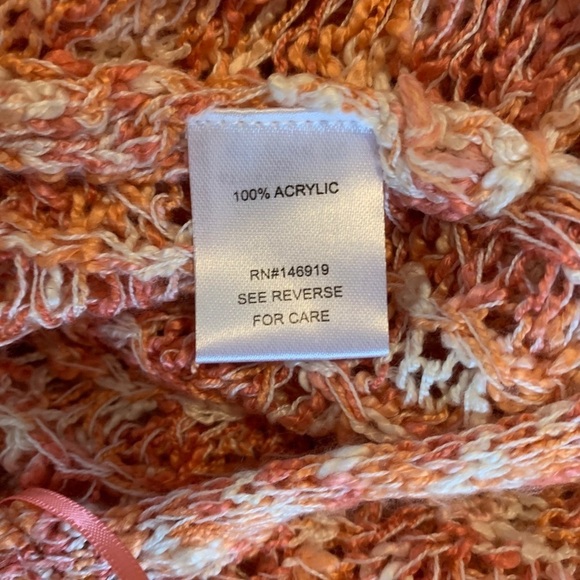 100% ACRYLIC
RN#146919
SEE REVERSE
FOR CARE